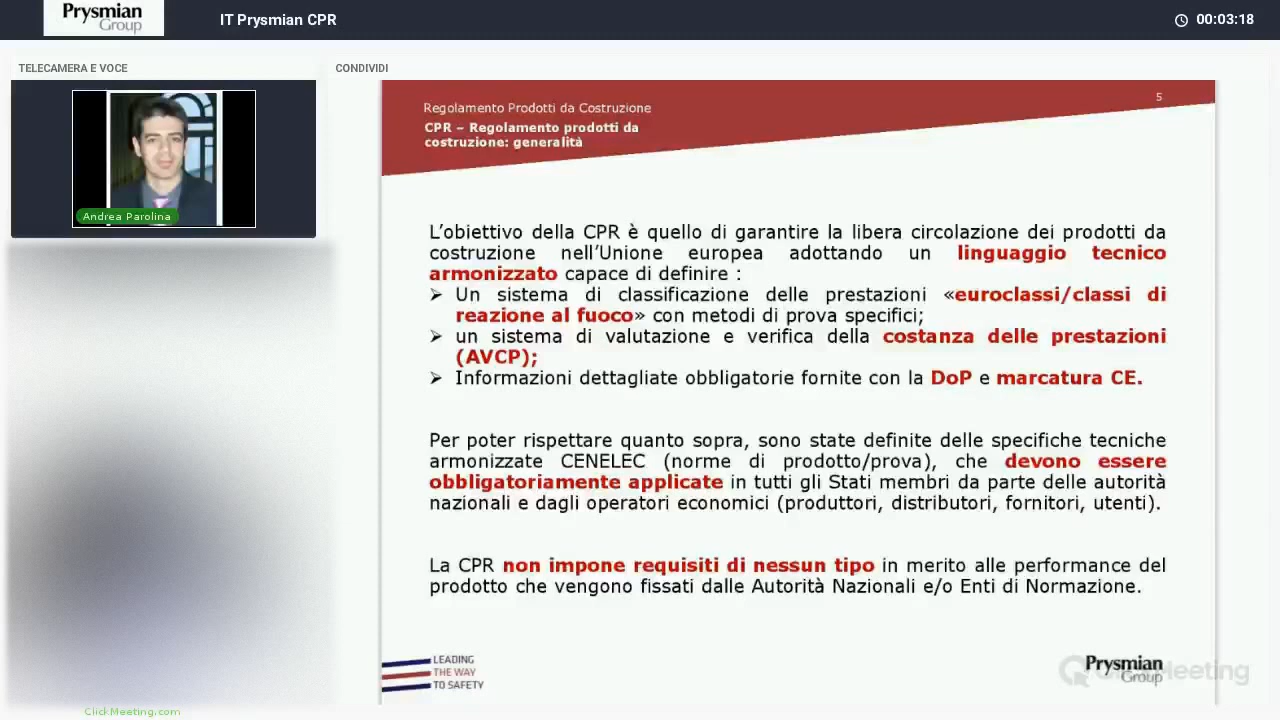 Prysmian
Group
IT Prysmian CPR
00:03:18
TELECAMERA E VOCE
CONDIVIDI
Andrea Parolina
Regolamento Prodotti da Costruzione
5
CPR – Regolamento prodotti da
costruzione: generalità
L’obiettivo della CPR è quello di garantire la libera circolazione dei prodotti da
costruzione nell’Unione europea adottando un linguaggio tecnico
armonizzato capace di definire :
➢ Un sistema di classificazione delle prestazioni «euroclassi/classi di
reazione al fuoco» con metodi di prova specifici;
➢ un sistema di valutazione e verifica della costanza delle prestazioni
(AVCP);
➢ Informazioni dettagliate obbligatorie fornite con la DoP e marcatura CE.
Per poter rispettare quanto sopra, sono state definite delle specifiche tecniche
armonizzate CENELEC (norme di prodotto/prova), che devono essere
obbligatoriamente applicate in tutti gli Stati membri da parte delle autorità
nazionali e dagli operatori economici (produttori, distributori, fornitori, utenti).
La CPR non impone requisiti di nessun tipo in merito alle performance del
prodotto che vengono fissati dalle Autorità Nazionali e/o Enti di Normazione.
LEADING
THE WAY
TO SAFETY
Prysmian
Group
ClickMeeting
ClickMeeting.com